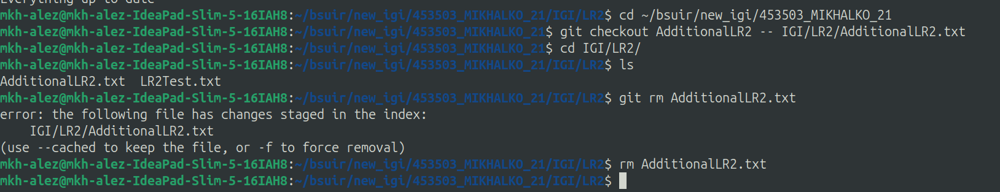 Everything up-to-date
mkh-alez@mkh-alez-IdeaPad-Slim-5-16IAH8:~/bsuir/new_igi/453503_MIKHALKO_21/IGI/LR2$ cd ~/bsuir/new_igi/453503_MIKHALKO_21
mkh-alez@mkh-alez-IdeaPad-Slim-5-16IAH8:~/bsuir/new_igi/453503_MIKHALKO_21$ git checkout AdditionalLR2 -- IGI/LR2/AdditionalLR2.txt
mkh-alez@mkh-alez-IdeaPad-Slim-5-16IAH8:~/bsuir/new_igi/453503_MIKHALKO_21$ cd IGI/LR2/
mkh-alez@mkh-alez-IdeaPad-Slim-5-16IAH8:~/bsuir/new_igi/453503_MIKHALKO_21/IGI/LR2$ ls
AdditionalLR2.txt  LR2Test.txt
mkh-alez@mkh-alez-IdeaPad-Slim-5-16IAH8:~/bsuir/new_igi/453503_MIKHALKO_21/IGI/LR2$ git rm AdditionalLR2.txt
error: the following file has changes staged in the index:
    IGI/LR2/AdditionalLR2.txt
(use --cached to keep the file, or -f to force removal)
mkh-alez@mkh-alez-IdeaPad-Slim-5-16IAH8:~/bsuir/new_igi/453503_MIKHALKO_21/IGI/LR2$ rm AdditionalLR2.txt
mkh-alez@mkh-alez-IdeaPad-Slim-5-16IAH8:~/bsuir/new_igi/453503_MIKHALKO_21/IGI/LR2$